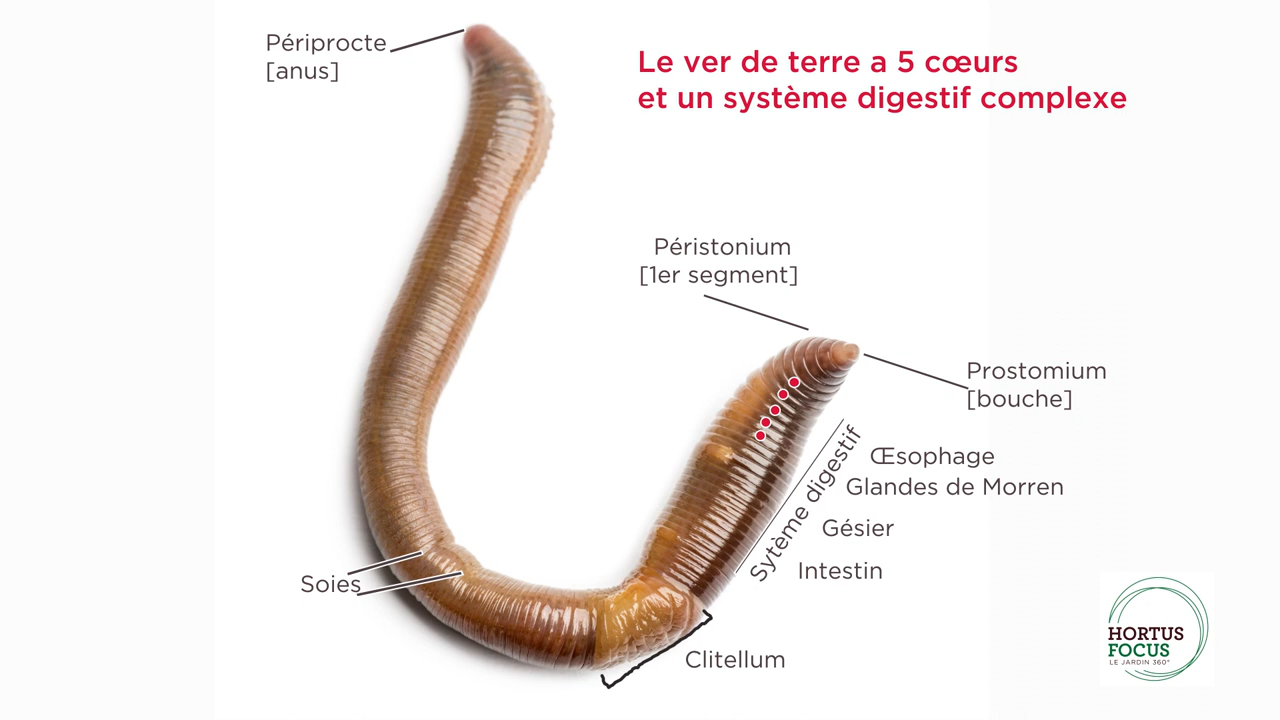 Périprocte
[anus]
Le ver de terre a 5 cœurs
et un système digestif complexe
Péristonium
[1er segment]
Prostomium
[bouche]
Sytème digestif
Œsophage
Glandes de Morren
Gésier
Intestin
Soies
Clitellum
HORTUS
FOCUS
LE JARDIN 360°